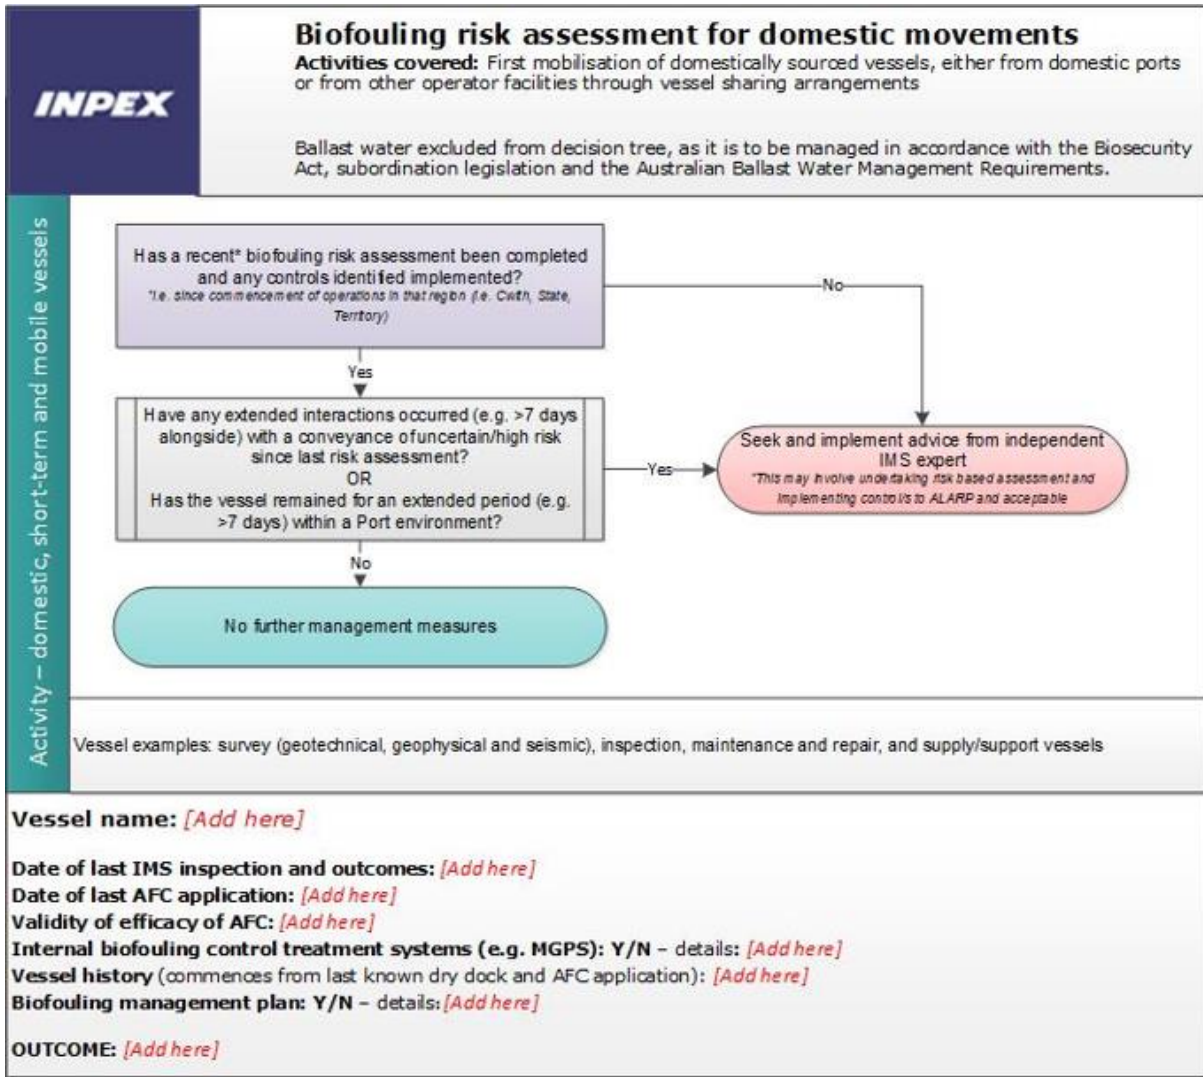 Biofouling risk assessment for domestic movements
Activities covered: First mobilisation of domestically sourced vessels, either from domestic ports
or from other operator facilities through vessel sharing arrangements
INPEX
Ballast water excluded from decision tree, as it is to be managed in accordance with the Biosecurity
Act, subordination legislation and the Australian Ballast Water Management Requirements.
Activity – domestic, short-term and mobile vessels
Has a recent* biofouling risk assessment been completed
and any controls identified implemented?
*I.e. since commencement of operations in that region (i.e. Cwth, State,
Territory)
No
Yes
Have any extended interactions occurred (e.g. >7 days
alongside) with a conveyance of uncertain/high risk
since last risk assessment?
OR
Has the vessel remained for an extended period (e.g.
>7 days) within a Port environment?
Yes
Seek and implement advice from independent
IMS expert
*This may involve undertaking risk based assessment and
implementing control/s to ALARP and acceptable
No
No further management measures
Vessel examples: survey (geotechnical, geophysical and seismic), inspection, maintenance and repair, and supply/support vessels
Vessel name: [Add here]
Date of last IMS inspection and outcomes: [Add here]
Date of last AFC application: [Add here]
Validity of efficacy of AFC: [Add here]
Internal biofouling control treatment systems (e.g. MGPS): Y/N – details: [Add here]
Vessel history (commences from last known dry dock and AFC application): [Add here]
Biofouling management plan: Y/N – details: [Add here]
OUTCOME: [Add here]